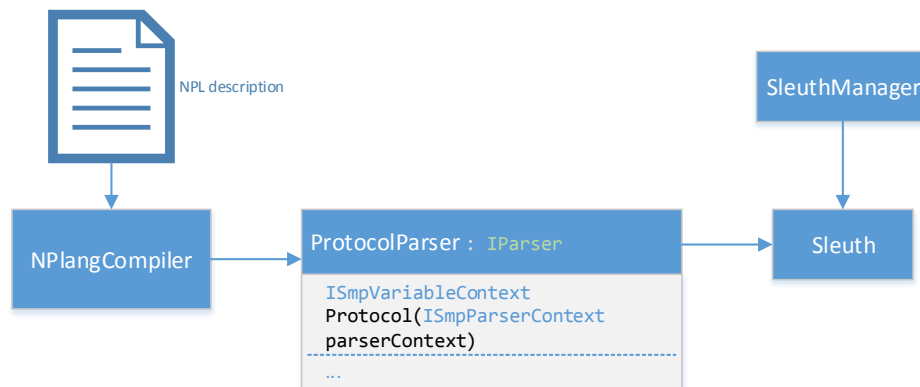 NPL description
SleuthManager
NPlangCompiler
ProtocolParser : IParser
Sleuth
ISmpVariableContext
Protocol(ISmpParserContext
parserContext)
...